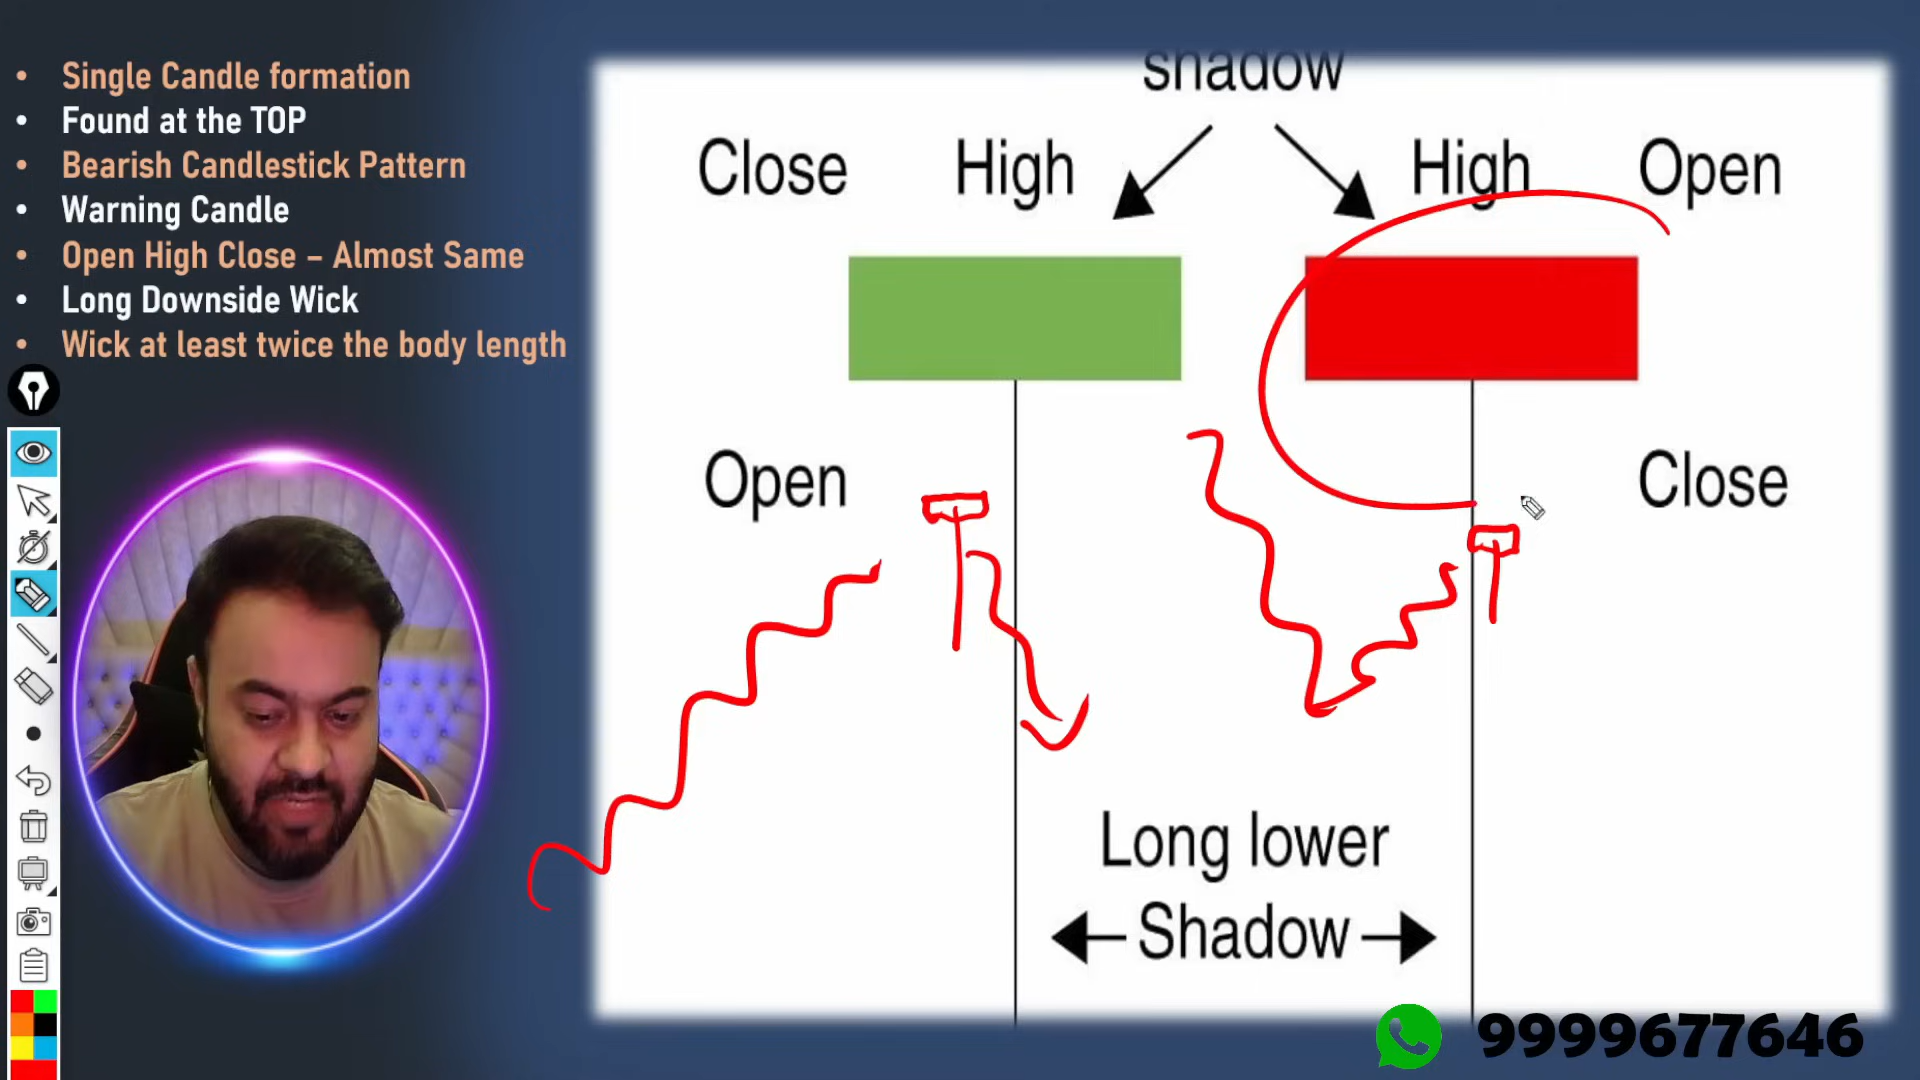 • Single Candle formation
• Found at the TOP
• Bearish Candlestick Pattern
• Warning Candle
• Open High Close – Almost Same
• Long Downside Wick
• Wick at least twice the body length
shadow
Close High High Open
Open Close
Long lower
Shadow
9999677646